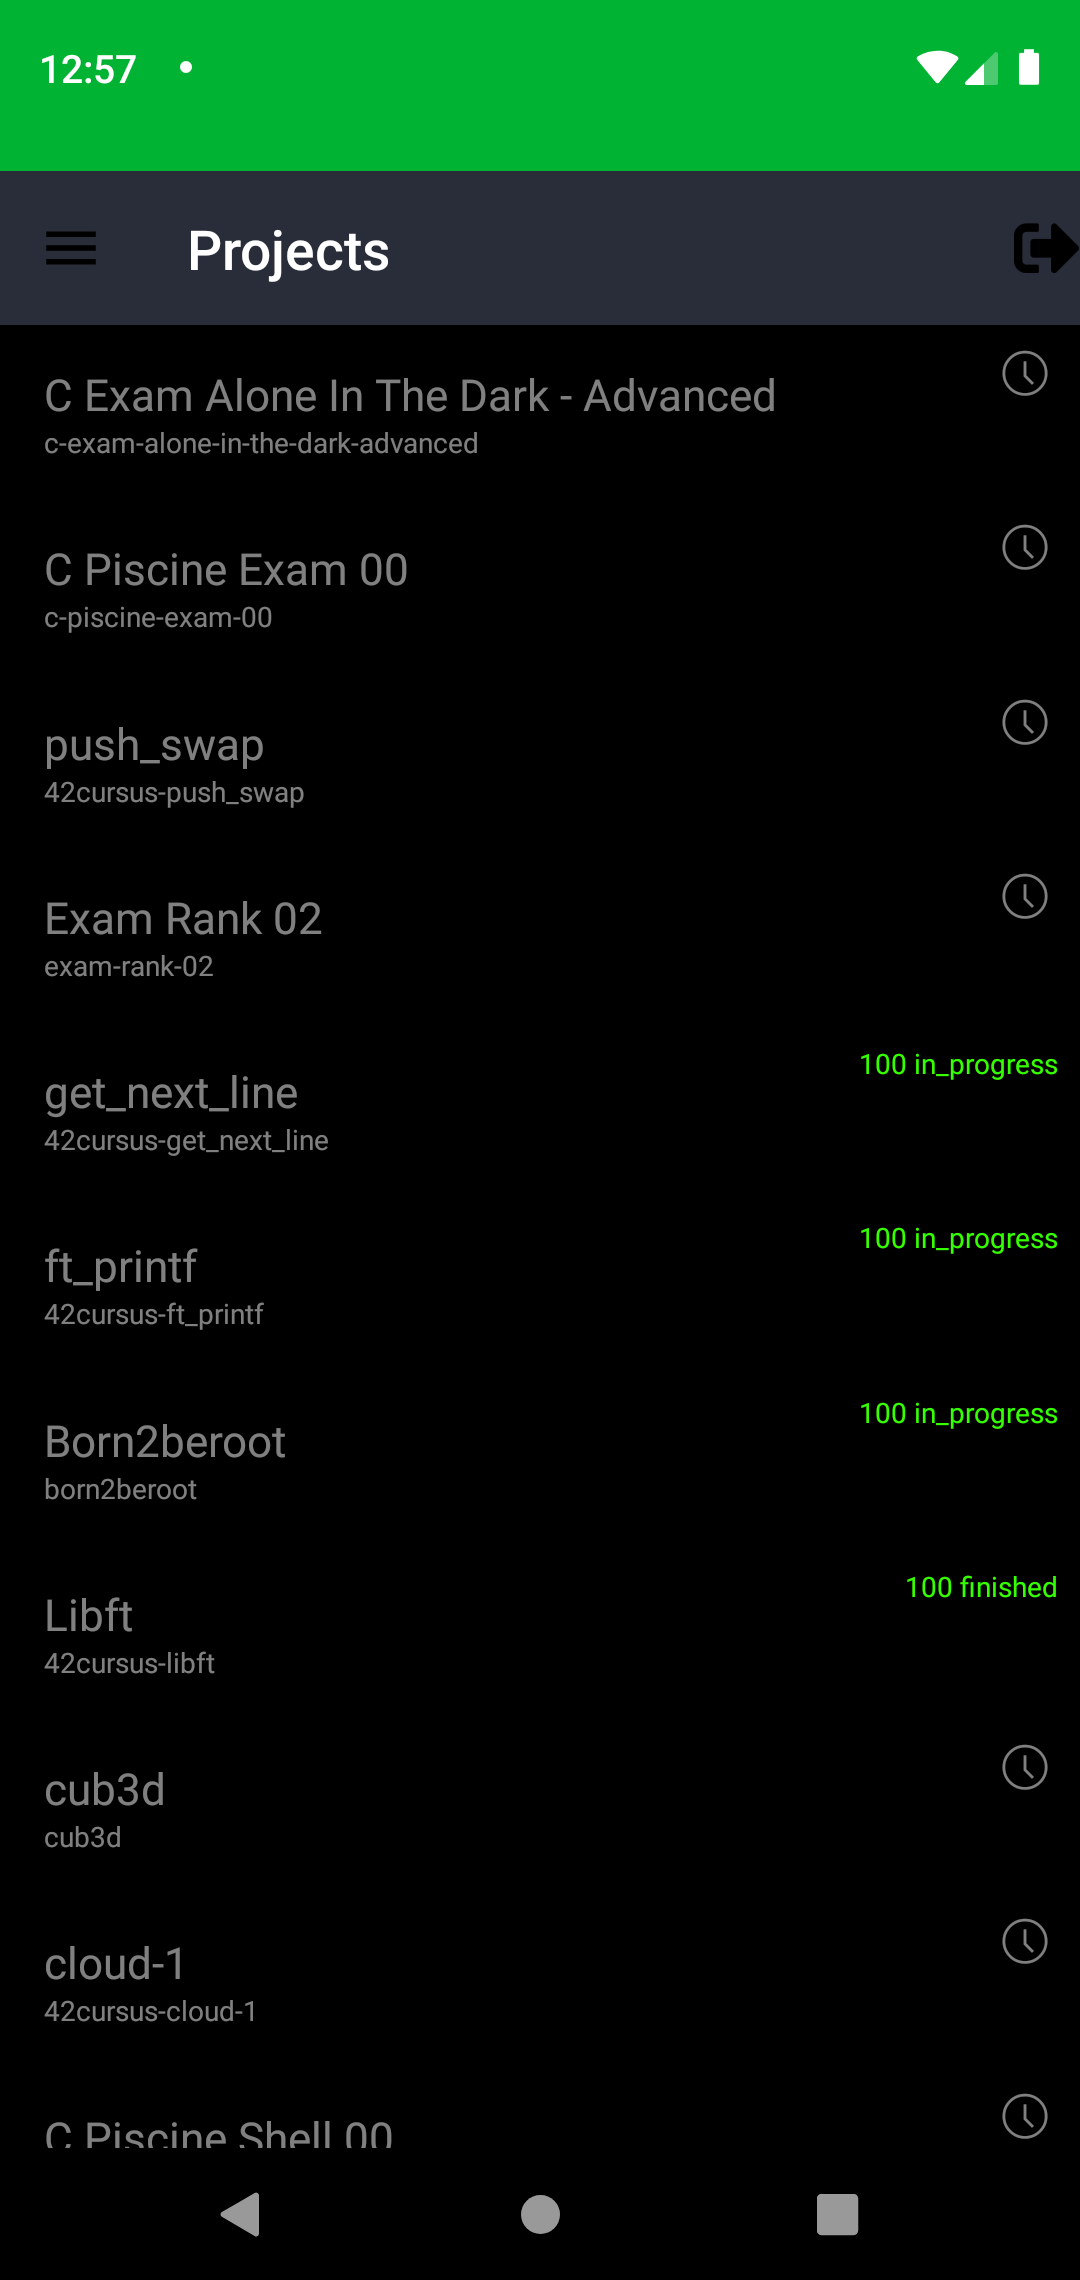 12:57
Projects
C Exam Alone In The Dark - Advanced
c-exam-alone-in-the-dark-advanced
C Piscine Exam 00
c-piscine-exam-00
push_swap
42cursus-push_swap
Exam Rank 02
exam-rank-02
100 in_progress
get_next_line
42cursus-get_next_line
100 in_progress
ft_printf
42cursus-ft_printf
100 in_progress
Born2beroot
born2beroot
100 finished
Libft
42cursus-libft
cub3d
cub3d
cloud-1
42cursus-cloud-1
C Piscine Shell 00